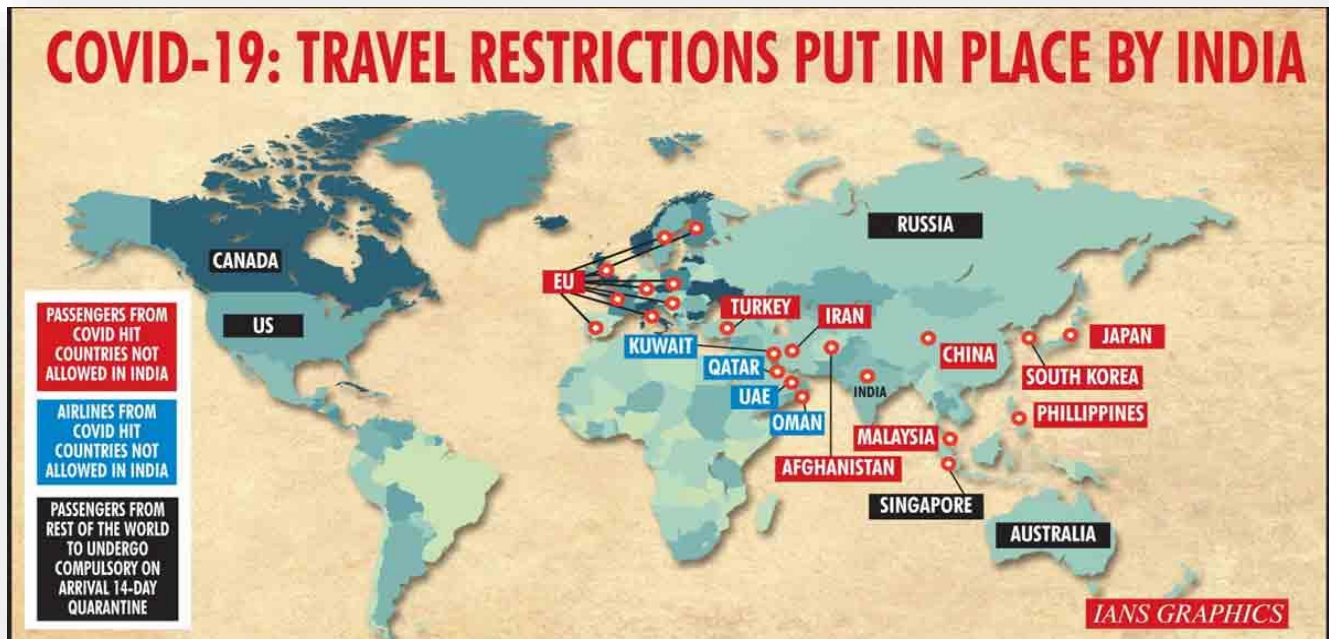 COVID-19: TRAVEL RESTRICTIONS PUT IN PLACE BY INDIA
RUSSIA
CANADA
EU
US
TURKEY
IRAN
JAPAN
KUWAIT
CHINA
QATAR
SOUTH KOREA
UAE
INDIA
OMAN
PHILLIPPINES
MALAYSIA
AFGHANISTAN
SINGAPORE
AUSTRALIA
PASSENGERS FROM
COVID HIT
COUNTRIES NOT
ALLOWED IN INDIA
AIRLINES FROM
COVID HIT
COUNTRIES NOT
ALLOWED IN INDIA
PASSENGERS FROM
REST OF THE WORLD
TO UNDERGO
COMPULSORY ON
ARRIVAL 14-DAY
QUARANTINE
IANS GRAPHICS